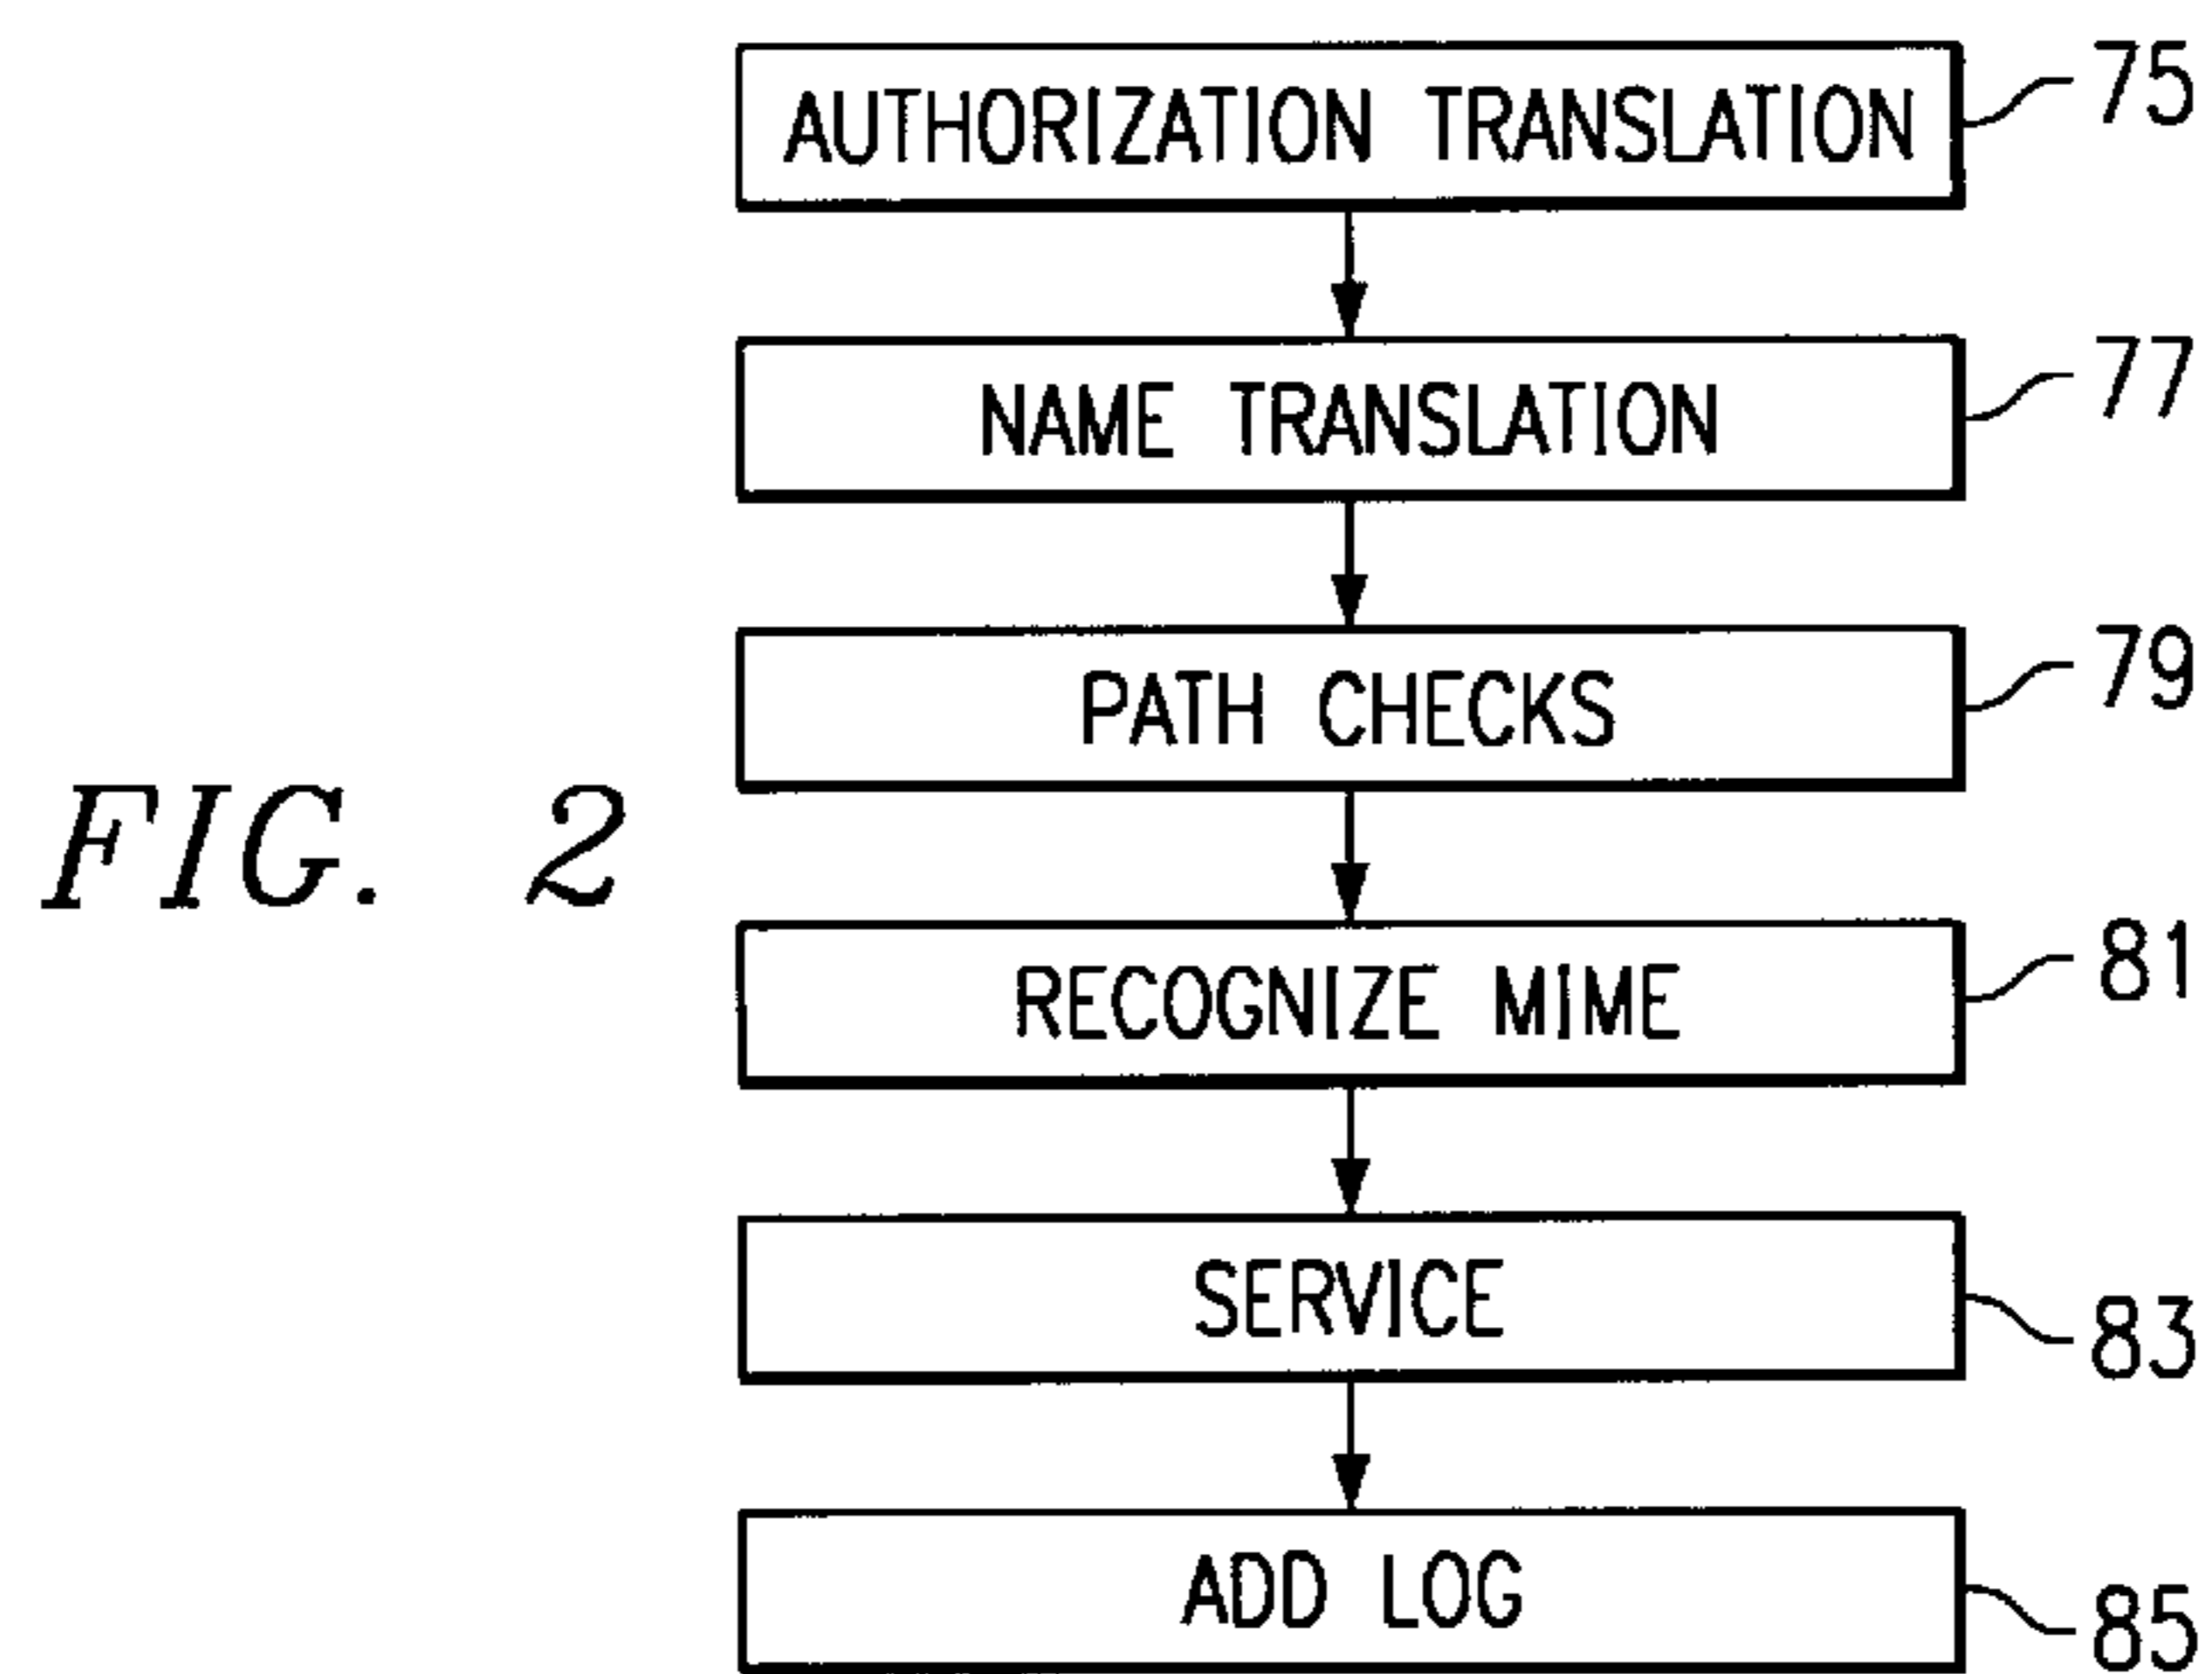 AUTHORIZATION TRANSLATION 75
NAME TRANSLATION 77
PATH CHECKS 79
FIG. 2
RECOGNIZE MIME 81
SERVICE 83
ADD LOG 85